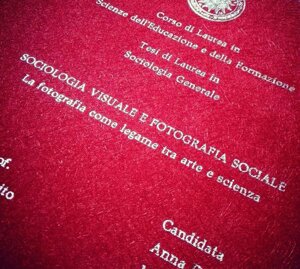 Corso di Laurea in
Scienze dell'Educazione e della Formazione
Tesi di Laurea in
Sociologia Generale
SOCIOLOGIA VISUALE E FOTOGRAFIA SOCIALE
La fotografia come legame tra arte e scienza
Candidata
Anna